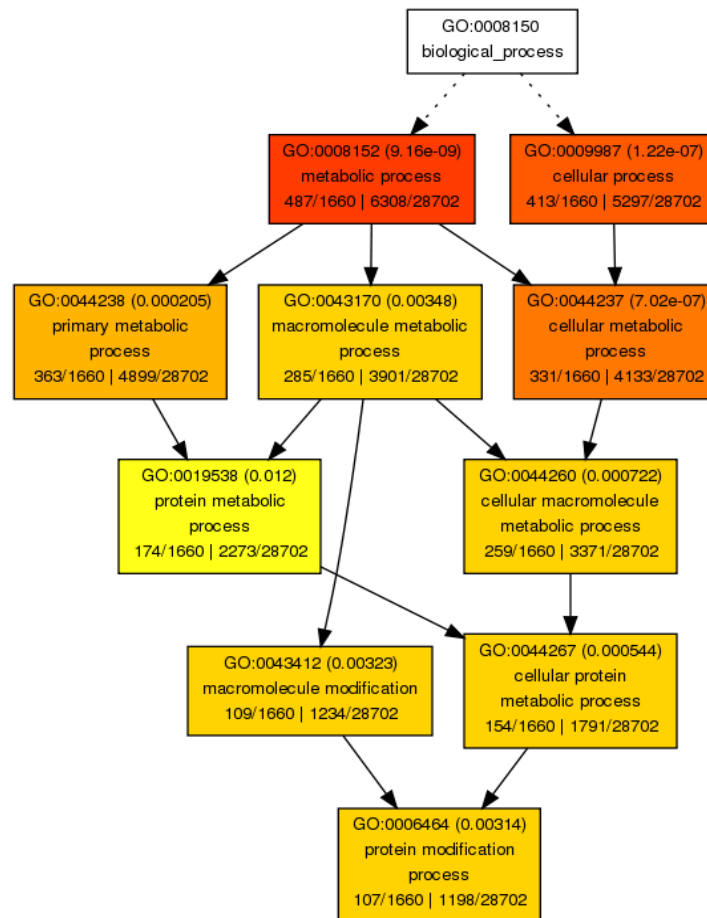 GO:0008150
biological_process
GO:0008152 (9.16e-09)
metabolic process
487/1660 | 6308/28702
GO:0009987 (1.22e-07)
cellular process
413/1660 | 5297/28702
GO:0044238 (0.000205)
primary metabolic
process
363/1660 | 4899/28702
GO:0043170 (0.00348)
macromolecule metabolic
process
285/1660 | 3901/28702
GO:0044237 (7.02e-07)
cellular metabolic
process
331/1660 | 4133/28702
GO:0019538 (0.012)
protein metabolic
process
174/1660 | 2273/28702
GO:0044260 (0.000722)
cellular macromolecule
metabolic process
259/1660 | 3371/28702
GO:0043412 (0.00323)
macromolecule modification
109/1660 | 1234/28702
GO:0044267 (0.000544)
cellular protein
metabolic process
154/1660 | 1791/28702
GO:0006464 (0.00314)
protein modification
process
107/1660 | 1198/28702